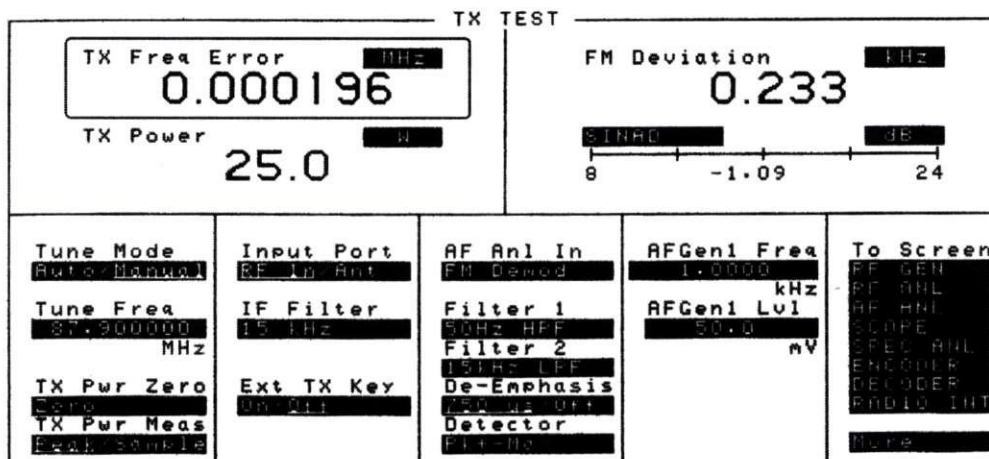 TX TEST
TX Freq Error MHz
0.000196
TX Power W
25.0
FM Deviation kHz
0.233
SINAD dB
8 -1.09 24
Tune Mode
Auto/Manual
Tune Freq
87.900000
MHz
TX Pwr Zero
Zero
TX Pwr Meas
Peak/Sample
Input Port
RF In/Ant
IF Filter
15 kHz
Ext TX Key
On/Off
AF Anl In
FM Demod
Filter 1
50Hz HPF
Filter 2
15kHz LPF
De-Emphasis
750 us/Off
Detector
AFGen1 Freq
1.0000
kHz
AFGen1 Lvl
50.0
mV
To Screen
RF GEN
RF ANL
AF ANL
SCOPE
SPEC ANL
ENCODER
DECODER
RADIO INT
More